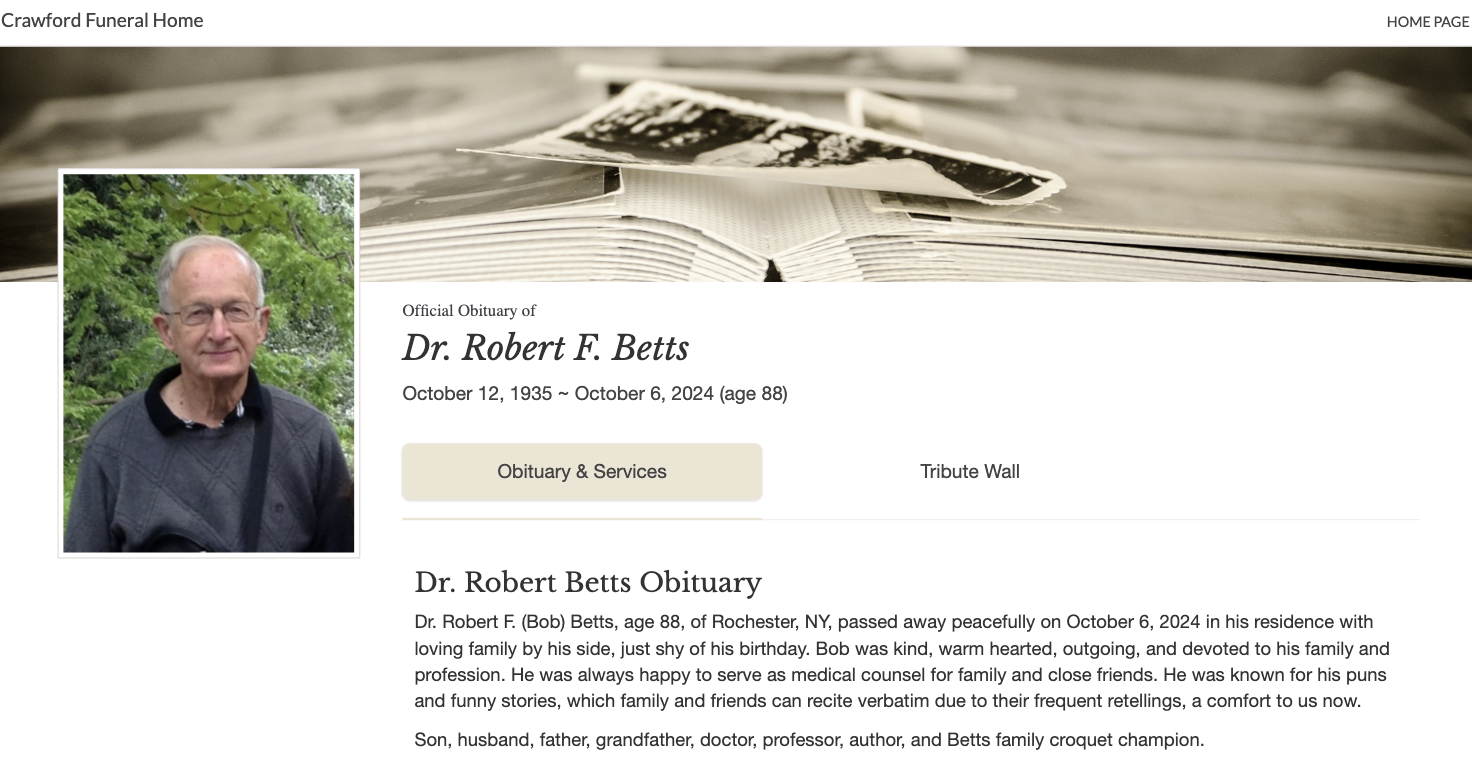 Crawford Funeral Home
HOME PAGE
Official Obituary of
Dr. Robert F. Betts
October 12, 1935 ~ October 6, 2024 (age 88)
Obituary & Services
Tribute Wall
Dr. Robert Betts Obituary
Dr. Robert F. (Bob) Betts, age 88, of Rochester, NY, passed away peacefully on October 6, 2024 in his residence with
loving family by his side, just shy of his birthday. Bob was kind, warm hearted, outgoing, and devoted to his family and
profession. He was always happy to serve as medical counsel for family and close friends. He was known for his puns
and funny stories, which family and friends can recite verbatim due to their frequent retellings, a comfort to us now.
Son, husband, father, grandfather, doctor, professor, author, and Betts family croquet champion.